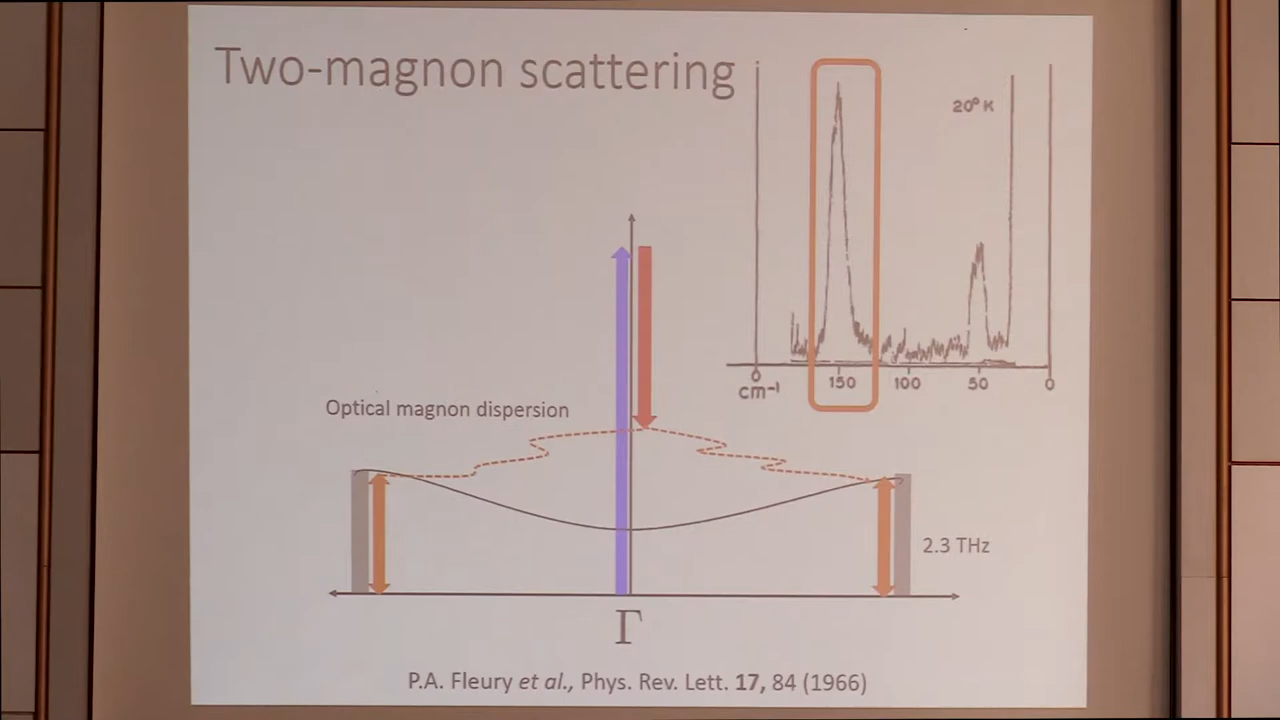 Two-magnon scattering
20° K
0 150 100 50 0
cm-1
Optical magnon dispersion
2.3 THz
Γ
P.A. Fleury et al., Phys. Rev. Lett. 17, 84 (1966)